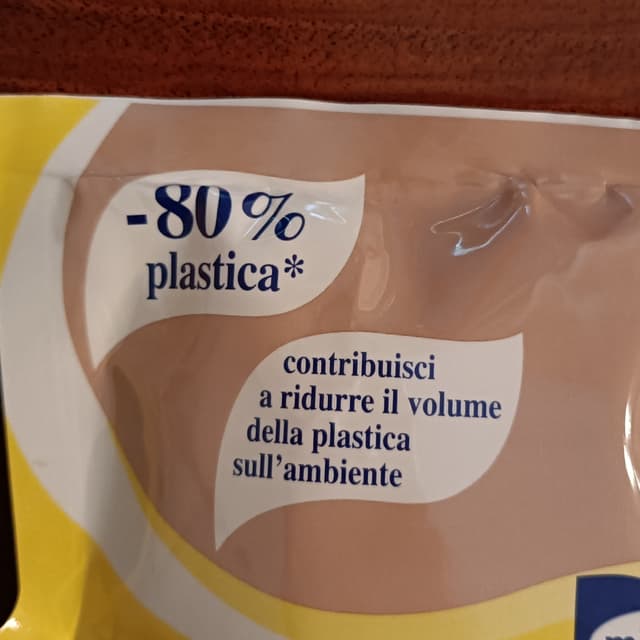 -80%
plastica*
contribuisci
a ridurre il volume
della plastica
sull'ambiente